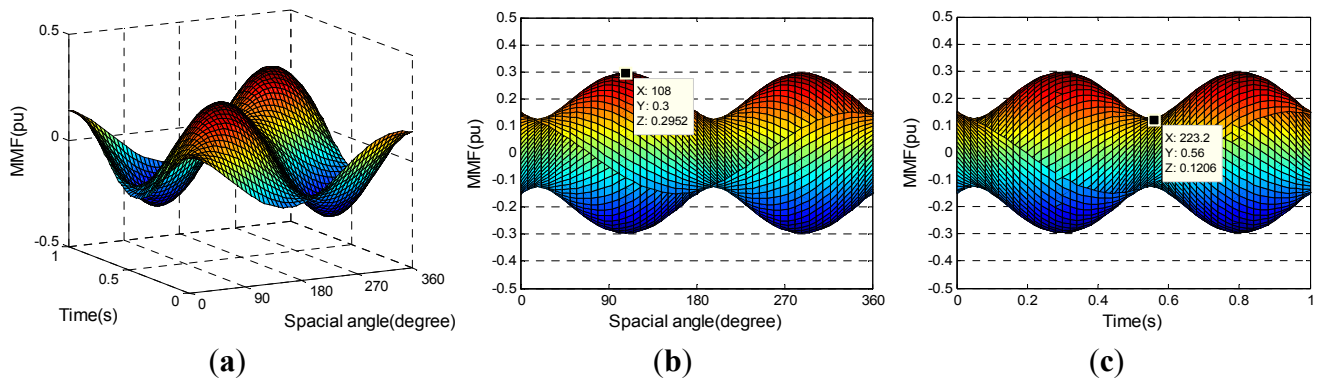 0.5
0
-0.5
MMF(pu)
1
0.5
0
Time(s)
0
90
180
270
360
Spacial angle(degree)
(a)
0.5
0.4
0.3
0.2
0.1
0
-0.1
-0.2
-0.3
-0.4
-0.5
MMF(pu)
X: 108
Y: 0.3
Z: 0.2952
0
90
180
270
360
Spacial angle(degree)
(b)
0.5
0.4
0.3
0.2
0.1
0
-0.1
-0.2
-0.3
-0.4
-0.5
MMF(pu)
X: 223.2
Y: 0.56
Z: 0.1206
0
0.2
0.4
0.6
0.8
1
Time(s)
(c)